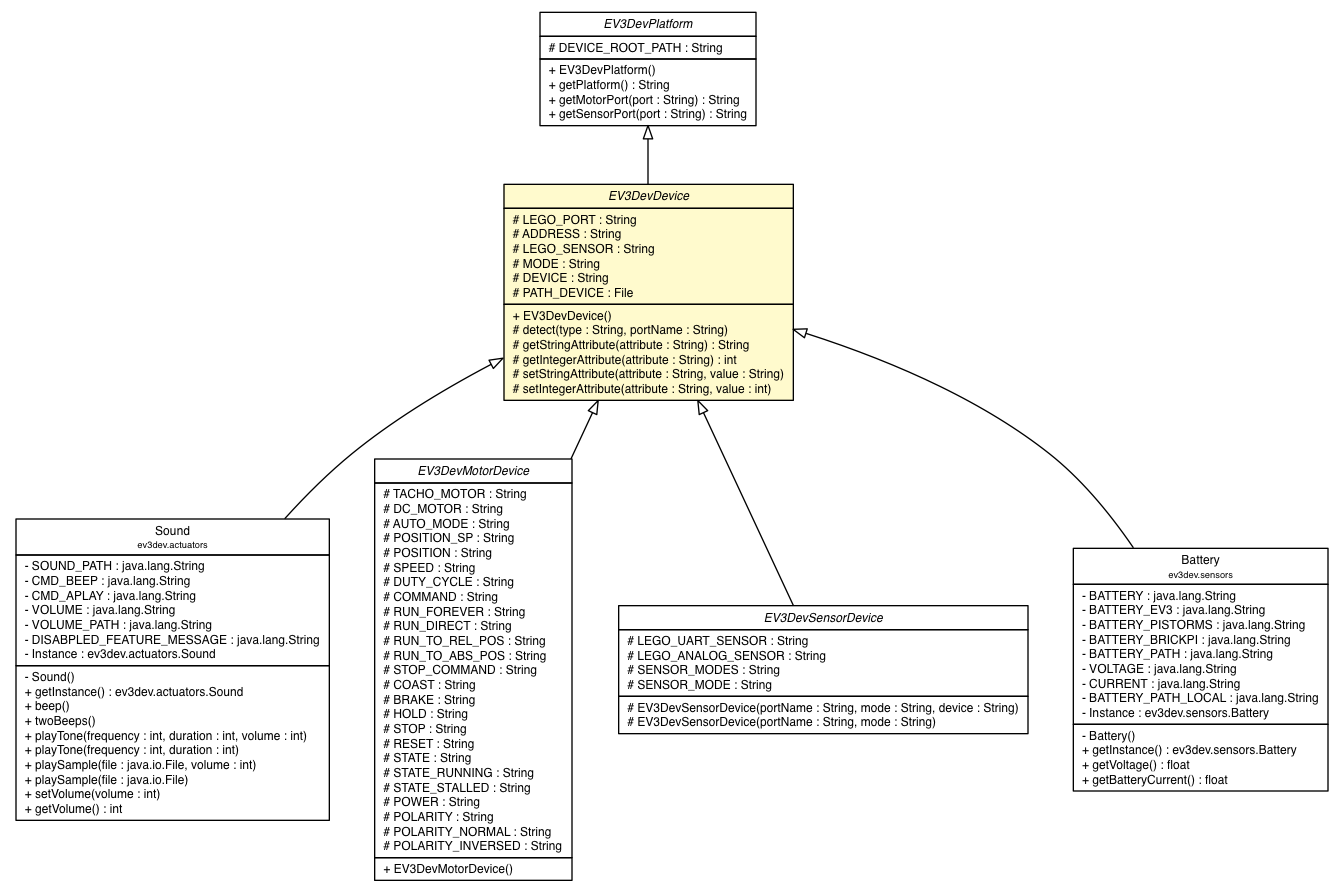 EV3DevPlatform
# DEVICE_ROOT_PATH : String
+ EV3DevPlatform()
+ getPlatform() : String
+ getMotorPort(port : String) : String
+ getSensorPort(port : String) : String
EV3DevDevice
# LEGO_PORT : String
# ADDRESS : String
# LEGO_SENSOR : String
# MODE : String
# DEVICE : String
# PATH_DEVICE : File
+ EV3DevDevice()
# detect(type : String, portName : String)
# getStringAttribute(attribute : String) : String
# getIntegerAttribute(attribute : String) : int
# setStringAttribute(attribute : String, value : String)
# setIntegerAttribute(attribute : String, value : int)
Sound
ev3dev.actuators
- SOUND_PATH : java.lang.String
- CMD_BEEP : java.lang.String
- CMD_APLAY : java.lang.String
- VOLUME : java.lang.String
- VOLUME_PATH : java.lang.String
- DISABPLED_FEATURE_MESSAGE : java.lang.String
- Instance : ev3dev.actuators.Sound
- Sound()
+ getInstance() : ev3dev.actuators.Sound
+ beep()
+ twoBeeps()
+ playTone(frequency : int, duration : int, volume : int)
+ playTone(frequency : int, duration : int)
+ playSample(file : java.io.File, volume : int)
+ playSample(file : java.io.File)
+ setVolume(volume : int)
+ getVolume() : int
EV3DevMotorDevice
# TACHO_MOTOR : String
# DC_MOTOR : String
# AUTO_MODE : String
# POSITION_SP : String
# POSITION : String
# SPEED : String
# DUTY_CYCLE : String
# COMMAND : String
# RUN_FOREVER : String
# RUN_DIRECT : String
# RUN_TO_REL_POS : String
# RUN_TO_ABS_POS : String
# STOP_COMMAND : String
# COAST : String
# BRAKE : String
# HOLD : String
# STOP : String
# RESET : String
# STATE : String
# STATE_RUNNING : String
# STATE_STALLED : String
# POWER : String
# POLARITY : String
# POLARITY_NORMAL : String
# POLARITY_INVERSED : String
+ EV3DevMotorDevice()
EV3DevSensorDevice
# LEGO_UART_SENSOR : String
# LEGO_ANALOG_SENSOR : String
# SENSOR_MODES : String
# SENSOR_MODE : String
# EV3DevSensorDevice(portName : String, mode : String, device : String)
# EV3DevSensorDevice(portName : String, mode : String)
Battery
ev3dev.sensors
- BATTERY : java.lang.String
- BATTERY_EV3 : java.lang.String
- BATTERY_PISTORMS : java.lang.String
- BATTERY_BRICKPI : java.lang.String
- BATTERY_PATH : java.lang.String
- VOLTAGE : java.lang.String
- CURRENT : java.lang.String
- BATTERY_PATH_LOCAL : java.lang.String
- Instance : ev3dev.sensors.Battery
- Battery()
+ getInstance() : ev3dev.sensors.Battery
+ getVoltage() : float
+ getBatteryCurrent() : float